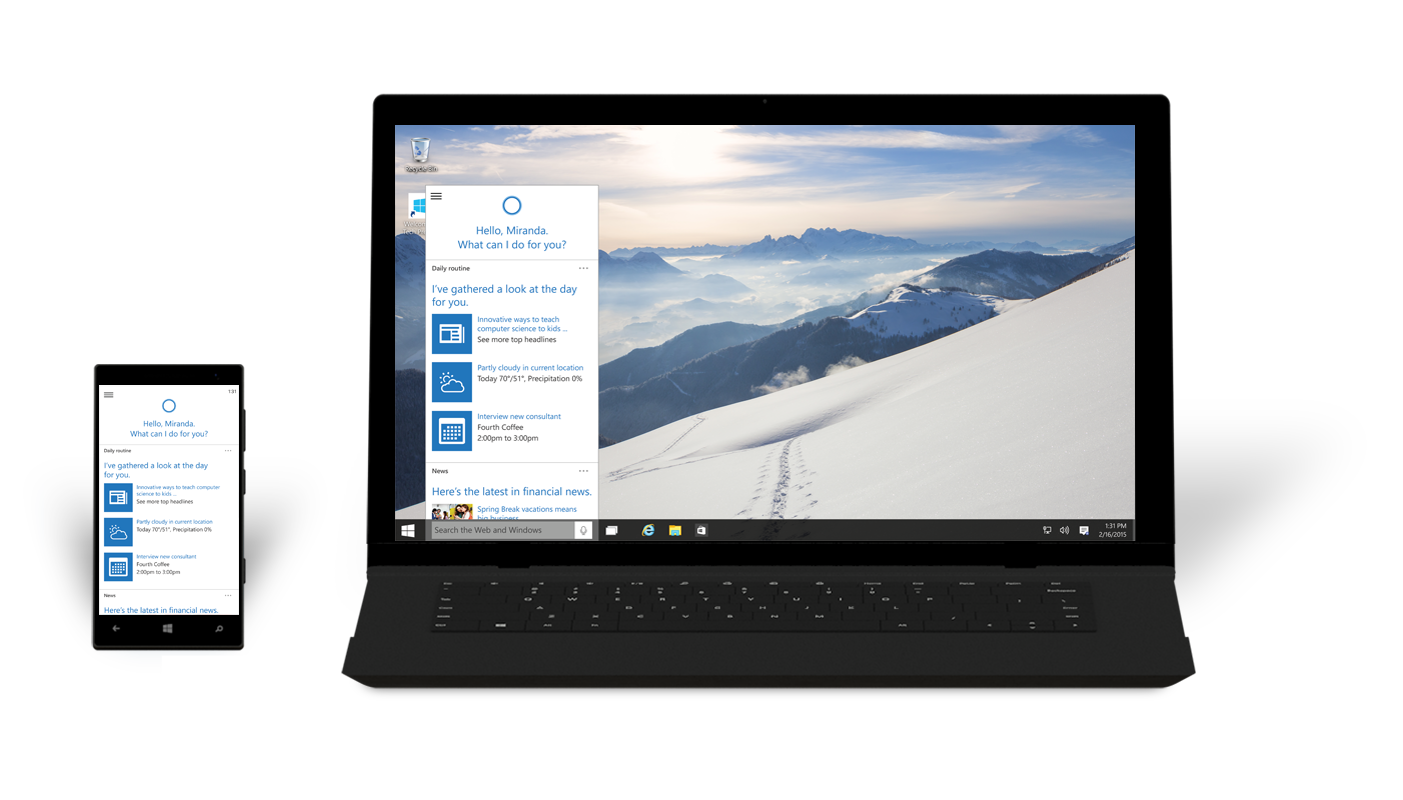 1:31
Hello, Miranda.
What can I do for you?
Daily routine
I've gathered a look at the day
for you.
Innovative ways to teach computer
science to kids ...
See more top headlines
Partly cloudy in current location
Today 70°/51°, Precipitation 0%
Interview new consultant
Fourth Coffee
2:00pm to 3:00pm
News
Here's the latest in financial news.
Recycle Bin
Hello, Miranda.
What can I do for you?
Daily routine
I've gathered a look at the day
for you.
Innovative ways to teach
computer science to kids ...
See more top headlines
Partly cloudy in current location
Today 70°/51°, Precipitation 0%
Interview new consultant
Fourth Coffee
2:00pm to 3:00pm
News
Here's the latest in financial news.
Spring Break vacations means
big business
Search the Web and Windows
1:31 PM
2/16/2015